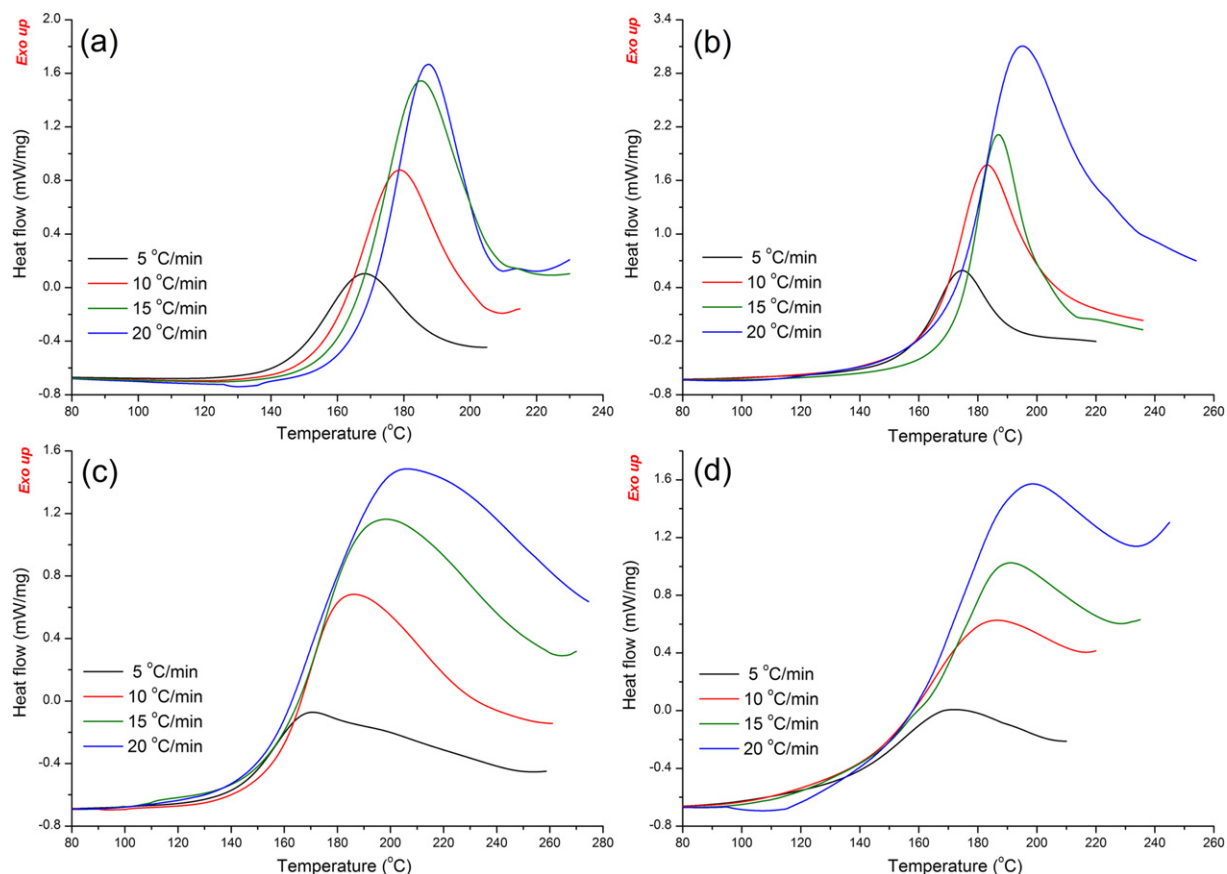 Exo up
(a)
2.0
1.6
1.2
0.8
0.4
0.0
-0.4
-0.8
Heat flow (mW/mg)
5 °C/min
10 °C/min
15 °C/min
20 °C/min
80 100 120 140 160 180 200 220 240
Temperature (°C)
Exo up
(b)
3.4
2.8
2.2
1.6
1.0
0.4
-0.2
-0.8
Heat flow (mW/mg)
5 °C/min
10 °C/min
15 °C/min
20 °C/min
80 100 120 140 160 180 200 220 240 260
Temperature (°C)
Exo up
(c)
1.6
1.2
0.8
0.4
0.0
-0.4
-0.8
Heat flow (mW/mg)
5 °C/min
10 °C/min
15 °C/min
20 °C/min
80 100 120 140 160 180 200 220 240 260 280
Temperature (°C)
Exo up
(d)
1.6
1.2
0.8
0.4
0.0
-0.4
-0.8
Heat flow (mW/mg)
5 °C/min
10 °C/min
15 °C/min
20 °C/min
80 100 120 140 160 180 200 220 240 260
Temperature (°C)